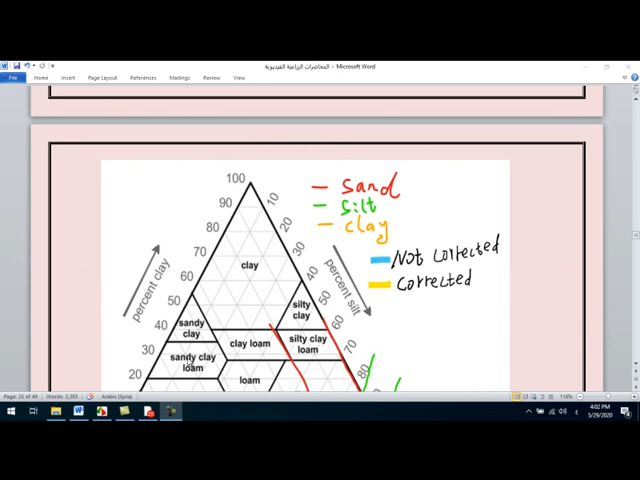 المحاضرات الزراعية الفيديوية - Microsoft Word
File Home Insert Page Layout References Mailings Review View
100
90
80
70
60
50
40
30
20
10
20
30
40
50
60
70
80
percent clay
percent silt
clay
silty clay
sandy clay
clay loam
silty clay loam
sandy clay loam
loam
sand
silt
clay
Not corrected
corrected
Page: 25 of 49 Words: 3,393 Arabic (Syria) 116%
4:02 PM
5/29/2020